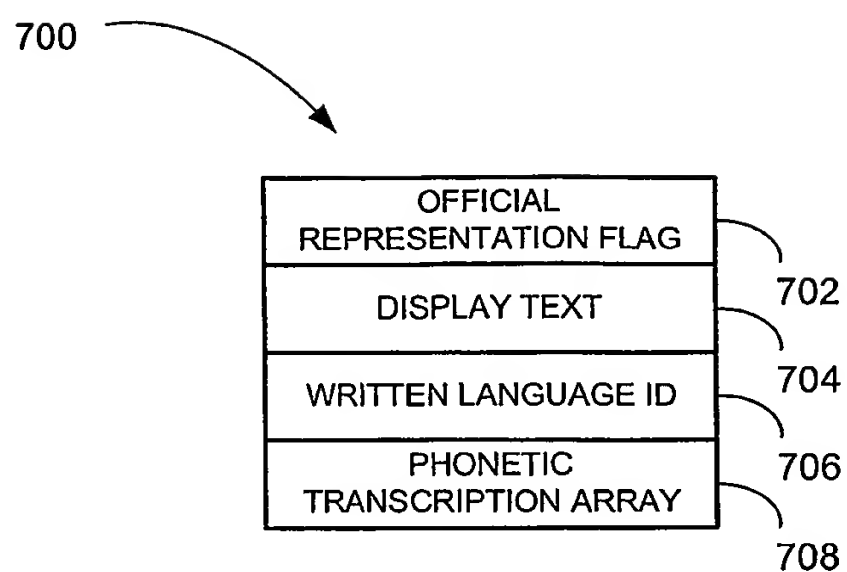 700
OFFICIAL
REPRESENTATION FLAG
702
DISPLAY TEXT
704
WRITTEN LANGUAGE ID
706
PHONETIC
TRANSCRIPTION ARRAY
708